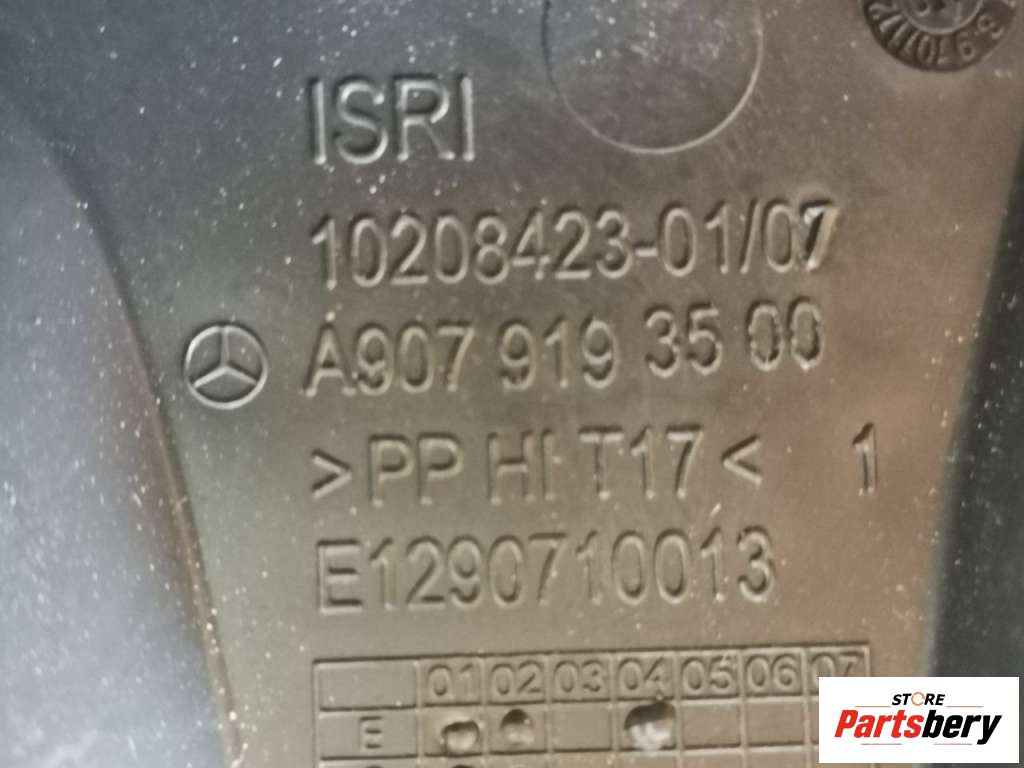 ISRI
10208423-01/07
A907 919 35 00
>PP HI T17< 1
E1290710013
01 02 03 04 05 06 07
E
STORE
Partsbery